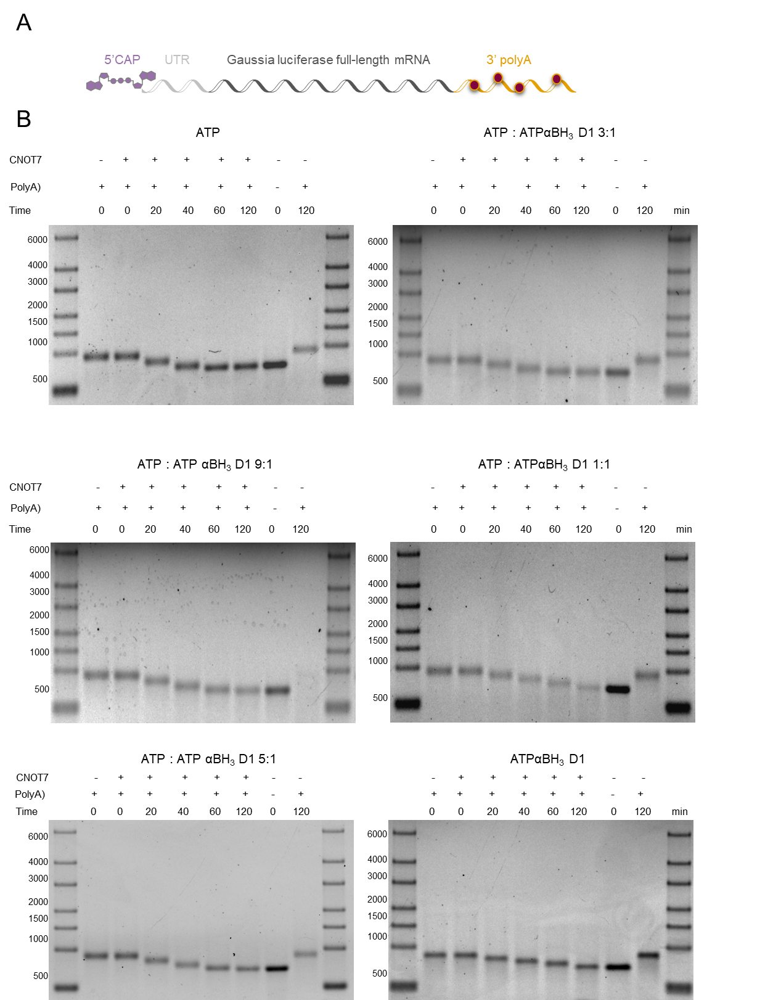 A
5'CAP UTR Gaussia luciferase full-length mRNA 3' polyA
B
ATP
CNOT7 - + + + + + - -
PolyA) + + + + + + - +
Time 0 0 20 40 60 120 0 120
6000
4000
3000
2000
1500
1000
500
ATP : ATPαBH₃ D1 3:1
- + + + + + - -
+ + + + + + - +
0 0 20 40 60 120 0 120 min
6000
4000
3000
2000
1500
1000
500
ATP : ATP αBH₃ D1 9:1
CNOT7 - + + + + + - -
PolyA) + + + + + + - +
Time 0 0 20 40 60 120 0 120
6000
4000
3000
2000
1500
1000
500
ATP : ATPαBH₃ D1 1:1
- + + + + + - -
+ + + + + + - +
0 0 20 40 60 120 0 120 min
6000
4000
3000
2000
1500
1000
500
ATP : ATP αBH₃ D1 5:1
CNOT7 - + + + + + - -
PolyA) + + + + + + - +
Time 0 0 20 40 60 120 0 120
6000
4000
3000
2000
1500
1000
500
ATPαBH₃ D1
- + + + + + - -
+ + + + + + - +
0 0 20 40 60 120 0 120 min
6000
4000
3000
2000
1500
1000
500